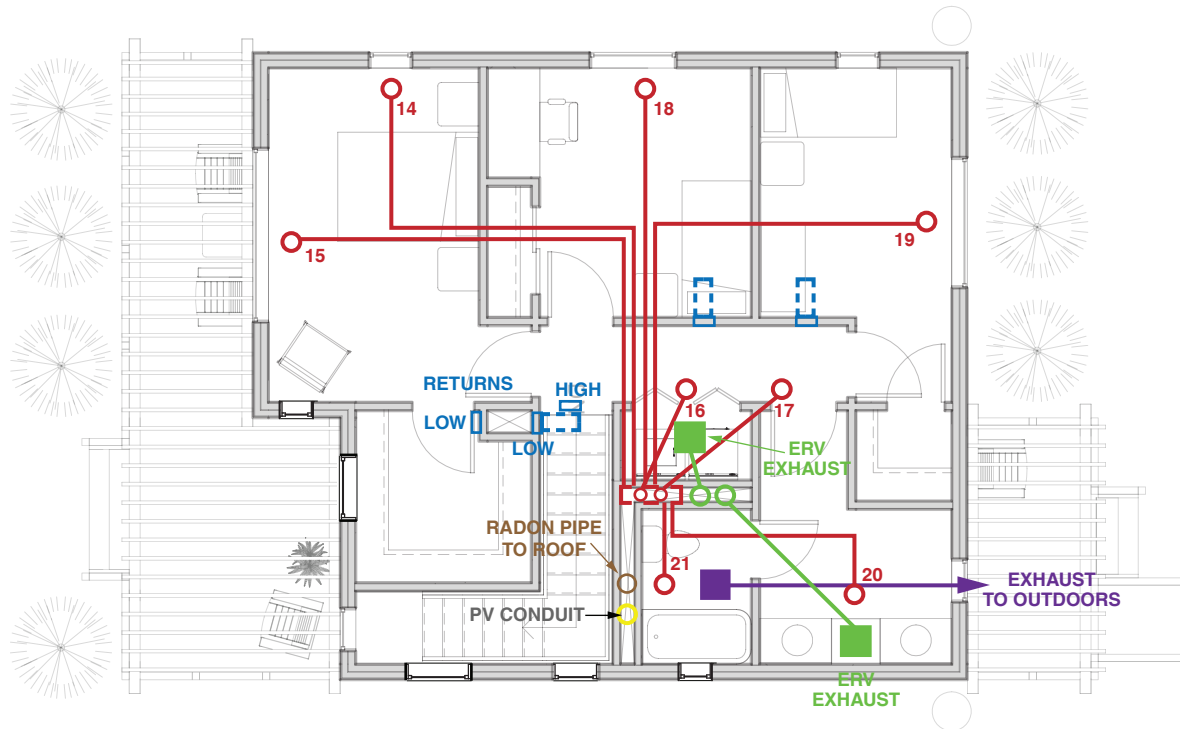 14
18
15
19
RETURNS
HIGH
LOW
LOW
16
17
ERV
EXHAUST
RADON PIPE
TO ROOF
21
20
EXHAUST
TO OUTDOORS
PV CONDUIT
ERV
EXHAUST